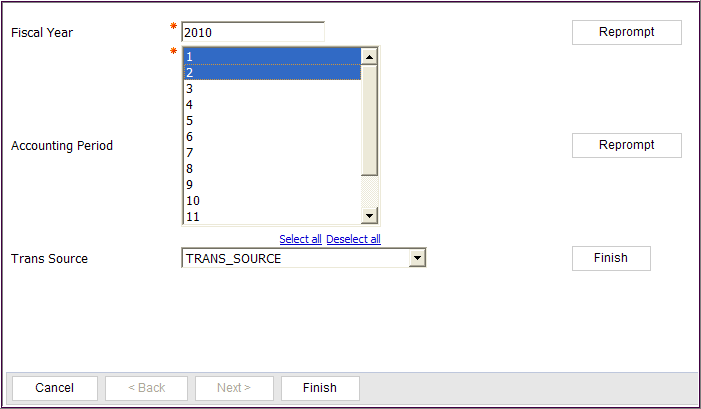 Fiscal Year * 2010 Reprompt
* 1
2
3
4
5
6
Accounting Period Reprompt
7
8
9
10
11
Select all Deselect all
Trans Source TRANS_SOURCE Finish
Cancel < Back Next > Finish